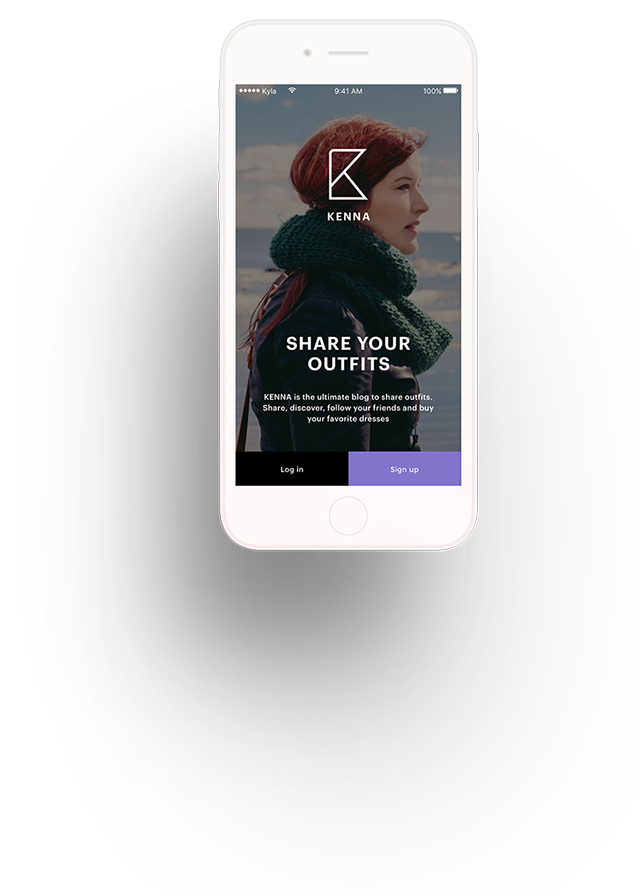 Kyla 9:41 AM 100%
KENNA
SHARE YOUR
OUTFITS
KENNA is the ultimate blog to share outfits.
Share, discover, follow your friends and buy
your favorite dresses
Log in Sign up